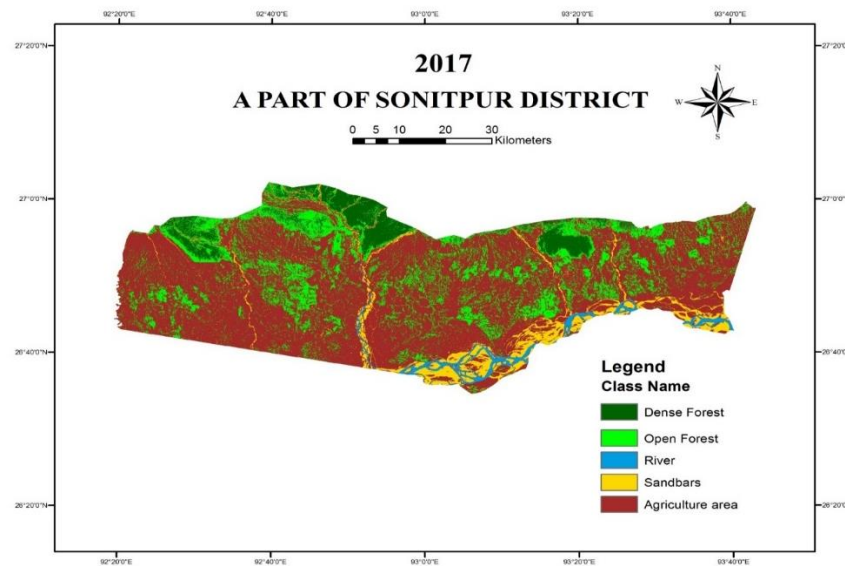 92°20'0"E 92°40'0"E 93°0'0"E 93°20'0"E 93°40'0"E
27°20'0"N 27°20'0"N
2017
A PART OF SONITPUR DISTRICT
N
W E
S
0 5 10 20 30
Kilometers
27°0'0"N 27°0'0"N
26°40'0"N 26°40'0"N
Legend
Class Name
Dense Forest
Open Forest
River
Sandbars
Agriculture area
26°20'0"N 26°20'0"N
92°20'0"E 92°40'0"E 93°0'0"E 93°20'0"E 93°40'0"E